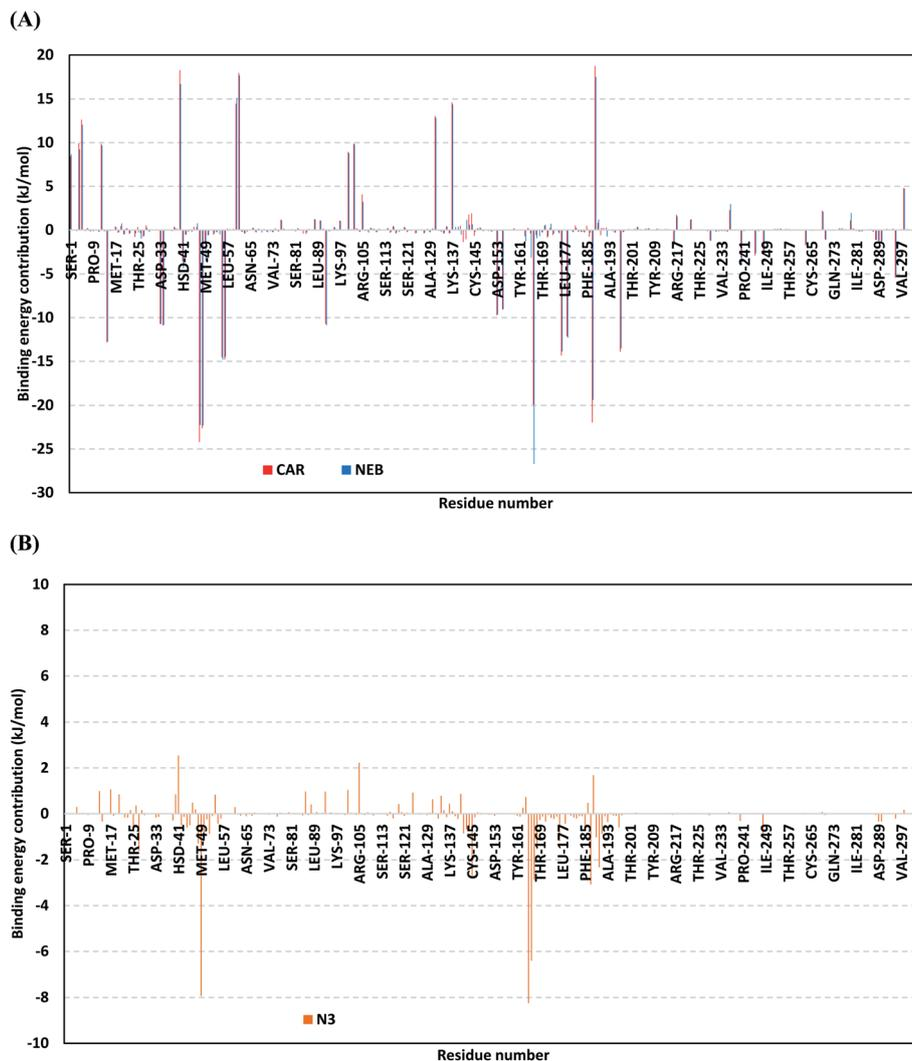 (A)
Binding energy contribution (kJ/mol)
20
15
10
5
0
-5
-10
-15
-20
-25
-30
SER-1
PRO-9
MET-17
THR-25
ASP-33
HSD-41
MET-49
LEU-57
ASN-65
VAL-73
SER-81
LEU-89
LYS-97
ARG-105
SER-113
SER-121
ALA-129
LYS-137
CYS-145
ASP-153
TYR-161
THR-169
LEU-177
PHE-185
ALA-193
THR-201
TYR-209
ARG-217
THR-225
VAL-233
PRO-241
ILE-249
THR-257
CYS-265
GLN-273
ILE-281
ASP-289
VAL-297
CAR NEB
Residue number
(B)
Binding energy contribution (kJ/mol)
10
8
6
4
2
0
-2
-4
-6
-8
-10
SER-1
PRO-9
MET-17
THR-25
ASP-33
HSD-41
MET-49
LEU-57
ASN-65
VAL-73
SER-81
LEU-89
LYS-97
ARG-105
SER-113
SER-121
ALA-129
LYS-137
CYS-145
ASP-153
TYR-161
THR-169
LEU-177
PHE-185
ALA-193
THR-201
TYR-209
ARG-217
THR-225
VAL-233
PRO-241
ILE-249
THR-257
CYS-265
GLN-273
ILE-281
ASP-289
VAL-297
N3
Residue number